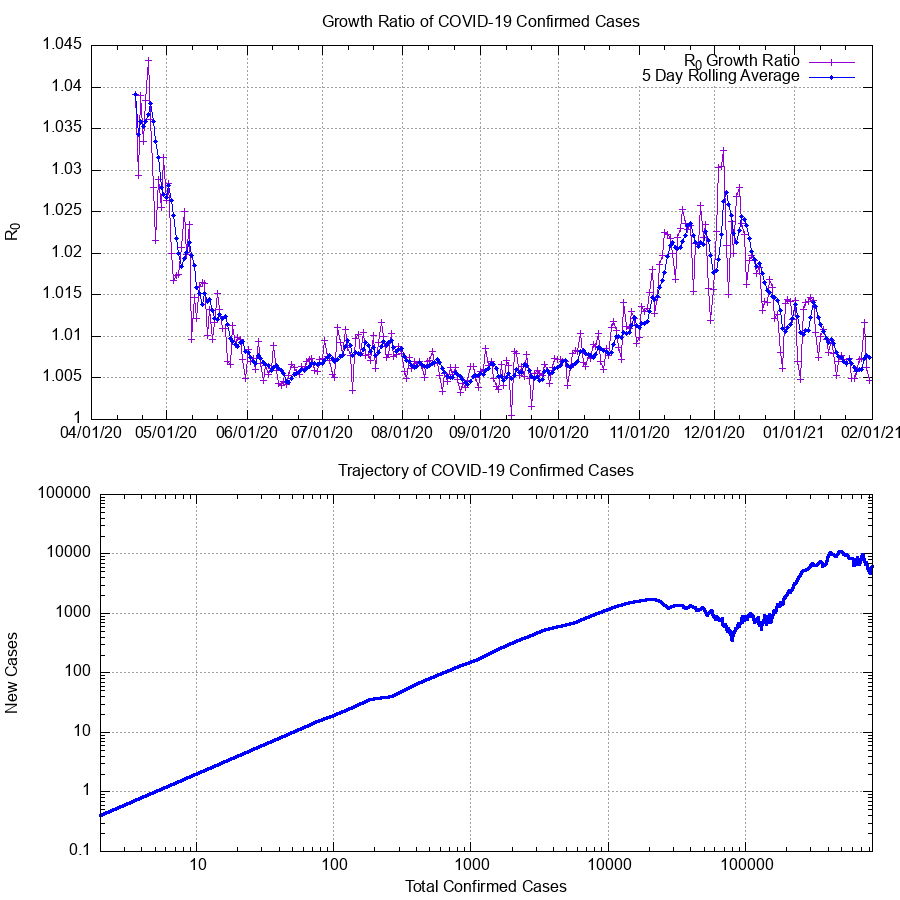 Growth Ratio of COVID-19 Confirmed Cases
1.045
1.04
1.035
1.03
1.025
1.02
1.015
1.01
1.005
1
R0
R0 Growth Ratio
5 Day Rolling Average
04/01/20 05/01/20 06/01/20 07/01/20 08/01/20 09/01/20 10/01/20 11/01/20 12/01/20 01/01/21 02/01/21
Trajectory of COVID-19 Confirmed Cases
100000
10000
1000
100
10
1
0.1
New Cases
10 100 1000 10000 100000
Total Confirmed Cases